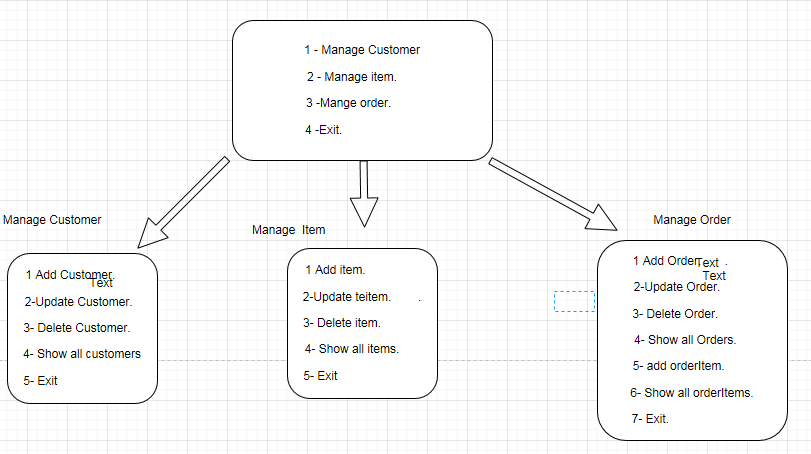 1 - Manage Customer
2 - Manage item.
3 -Mange order.
4 -Exit.
Manage Customer
1 Add Customer.
Text
2-Update Customer.
3- Delete Customer.
4- Show all customers
5- Exit
Manage Item
1 Add item.
2-Update teitem. .
3- Delete item.
4- Show all items.
5- Exit
Manage Order
1 Add Order
Text .
Text
2-Update Order.
3- Delete Order.
4- Show all Orders.
5- add orderItem.
6- Show all orderItems.
7- Exit.